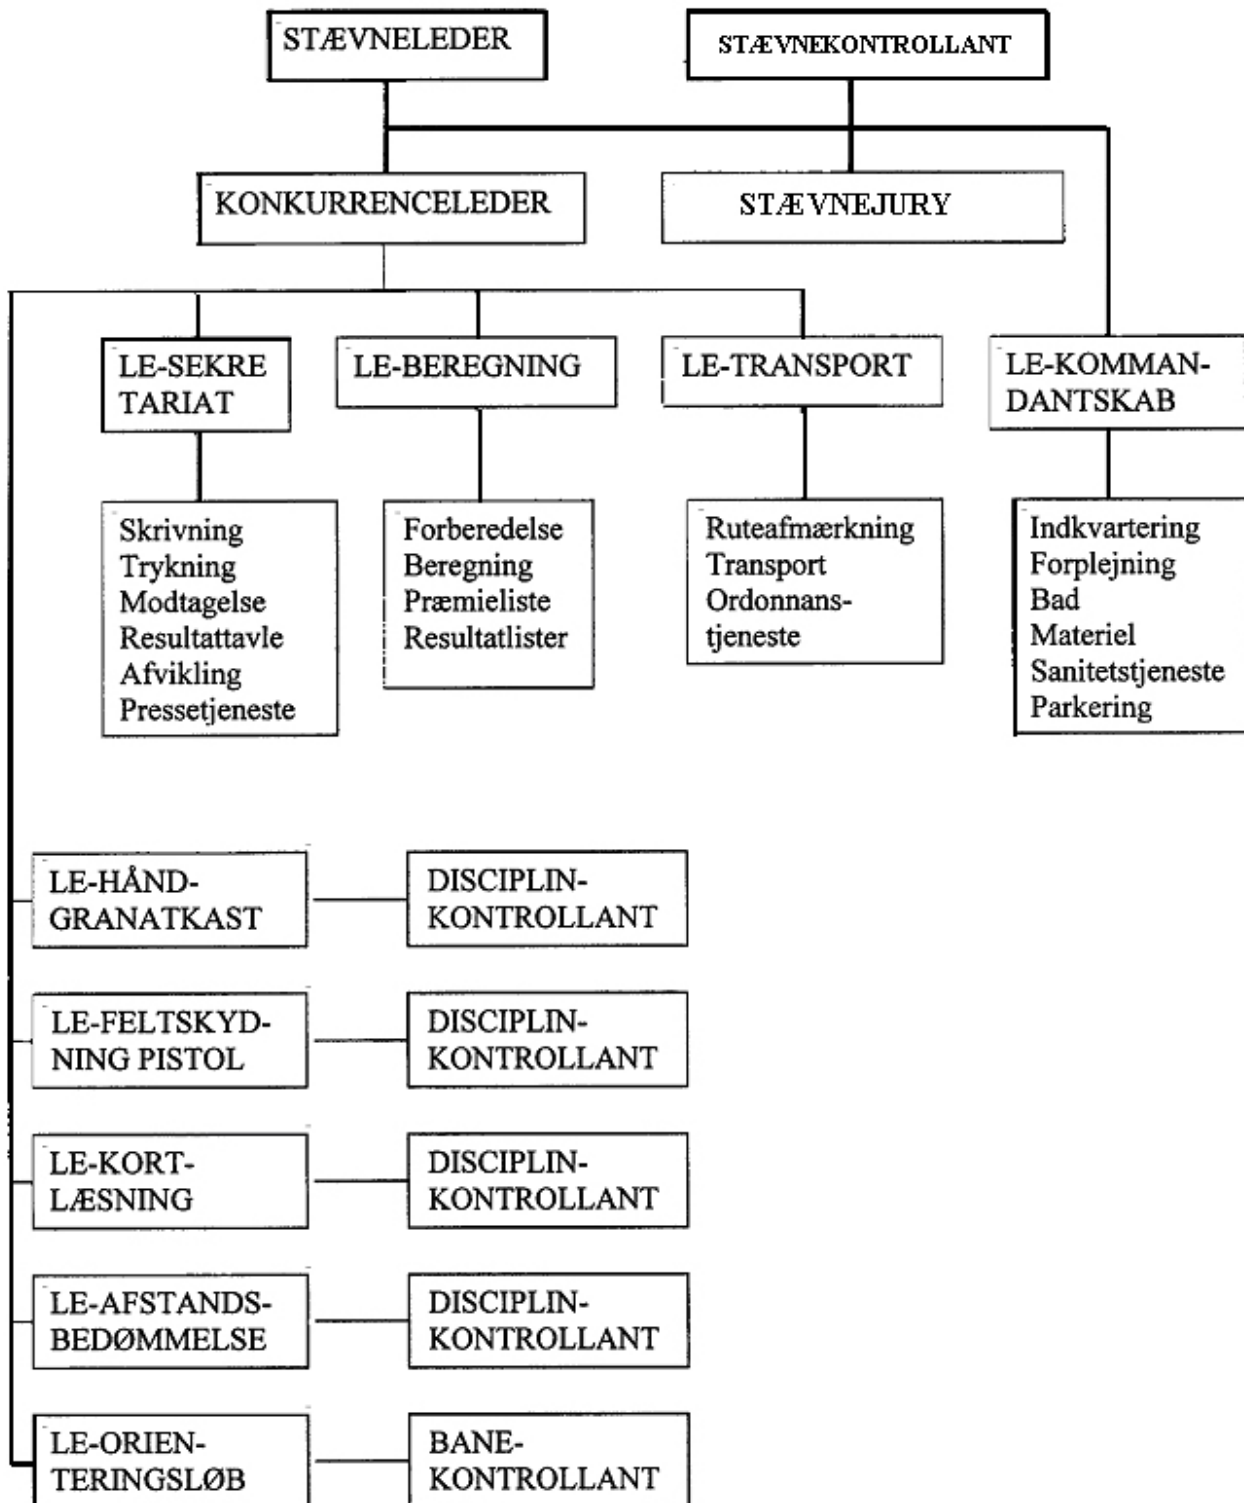 STÆVNELEDER
STÆVNEKONTROLLANT
KONKURRENCELEDER
STÆVNEJURY
LE-SEKRE
TARIAT
LE-BEREGNING
LE-TRANSPORT
LE-KOMMAN-
DANTSKAB
Skrivning
Trykning
Modtagelse
Resultattavle
Afvikling
Pressetjeneste
Forberedelse
Beregning
Præmieliste
Resultatlister
Ruteafmærkning
Transport
Ordonnans-
tjeneste
Indkvartering
Forplejning
Bad
Materiel
Sanitetstjeneste
Parkering
LE-HÅND-
GRANATKAST
DISCIPLIN-
KONTROLLANT
LE-FELTSKYD-
NING PISTOL
DISCIPLIN-
KONTROLLANT
LE-KORT-
LÆSNING
DISCIPLIN-
KONTROLLANT
LE-AFSTANDS-
BEDØMMELSE
DISCIPLIN-
KONTROLLANT
LE-ORIEN-
TERINGSLØB
BANE-
KONTROLLANT